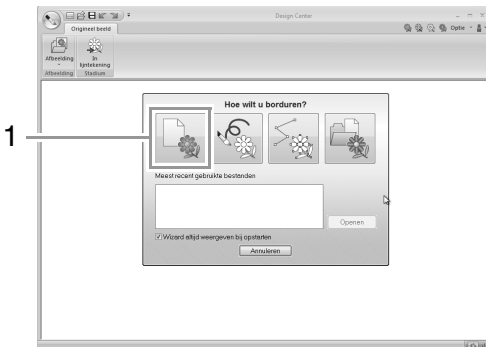 Design Center
Origineel beeld
Optie
Afbeelding
In
lijntekening
Afbeelding
Stadium
Hoe wilt u borduren?
1
Meest recent gebruikte bestanden
Openen
Wizard altijd weergeven bij opstarten
Annuleren